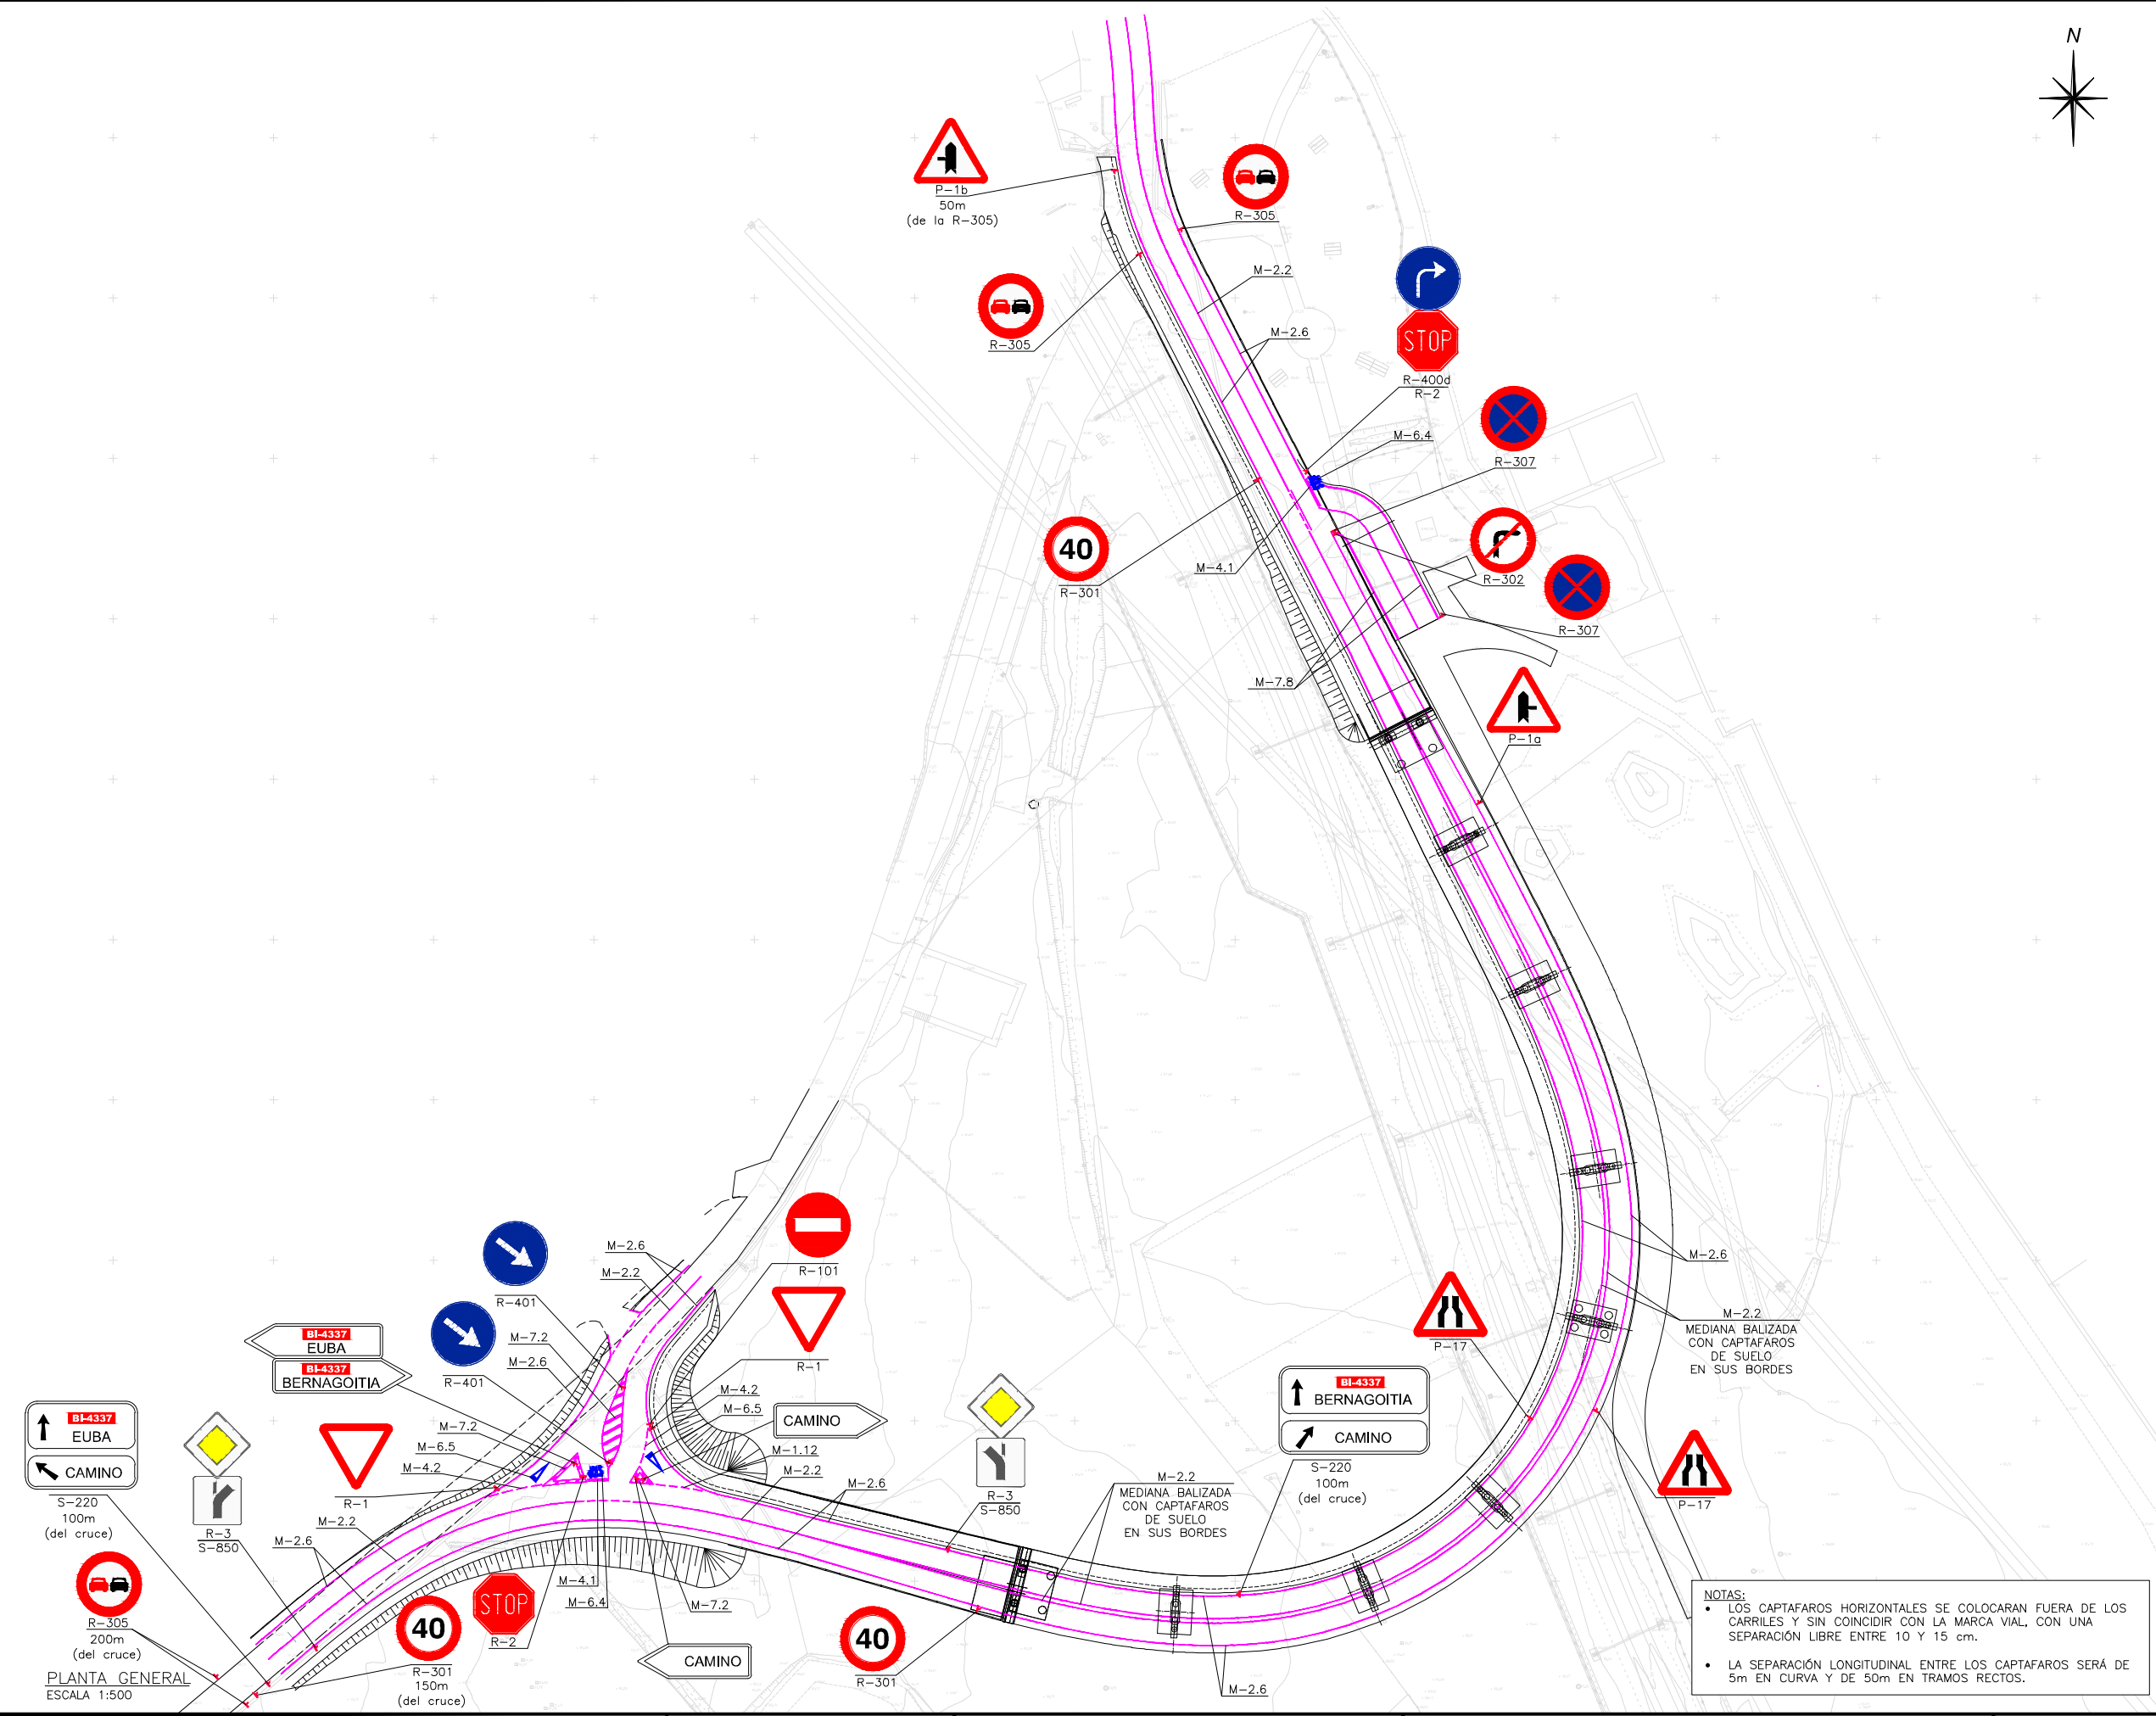 N
P-1b
50m
(de la R-305)
R-305
R-305
M-2.2
M-2.6
STOP
R-400d
R-2
M-6.4
R-307
40
R-301
M-4.1
R-302
R-307
M-7.8
P-1a
M-2.6
M-2.2
MEDIANA BALIZADA
CON CAPTAFAROS
DE SUELO
EN SUS BORDES
P-17
P-17
R-101
R-1
M-2.6
M-2.2
R-401
R-401
M-7.2
M-2.6
BI-4337
EUBA
BI-4337
BERNAGOITIA
M-7.2
M-6.5
M-4.2
R-1
M-4.2
M-6.5
CAMINO
M-1.12
M-2.2
M-2.6
BI-4337
EUBA
CAMINO
S-220
100m
(del cruce)
R-3
S-850
M-2.2
M-2.6
R-305
200m
(del cruce)
40
R-301
150m
(del cruce)
STOP
R-2
M-4.1
M-6.4
M-7.2
CAMINO
R-3
S-850
40
R-301
M-2.2
MEDIANA BALIZADA
CON CAPTAFAROS
DE SUELO
EN SUS BORDES
BI-4337
BERNAGOITIA
CAMINO
S-220
100m
(del cruce)
M-2.6
PLANTA GENERAL
ESCALA 1:500
NOTAS:
• LOS CAPTAFAROS HORIZONTALES SE COLOCARAN FUERA DE LOS
CARRILES Y SIN COINCIDIR CON LA MARCA VIAL, CON UNA
SEPARACIÓN LIBRE ENTRE 10 Y 15 cm.
• LA SEPARACIÓN LONGITUDINAL ENTRE LOS CAPTAFAROS SERÁ DE
5m EN CURVA Y DE 50m EN TRAMOS RECTOS.